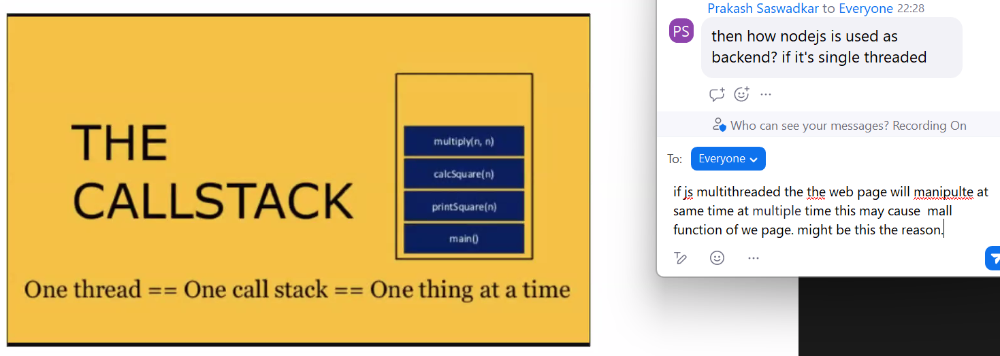 THE
CALLSTACK
multiply(n, n)
calcSquare(n)
printSquare(n)
main()
One thread == One call stack == One thing at a time
Prakash Saswadkar to Everyone 22:28
PS
then how nodejs is used as
backend? if it's single threaded
Who can see your messages? Recording On
To: Everyone
if js multithreaded the the web page will manipulte at
same time at multiple time this may cause mall
function of we page. might be this the reason.